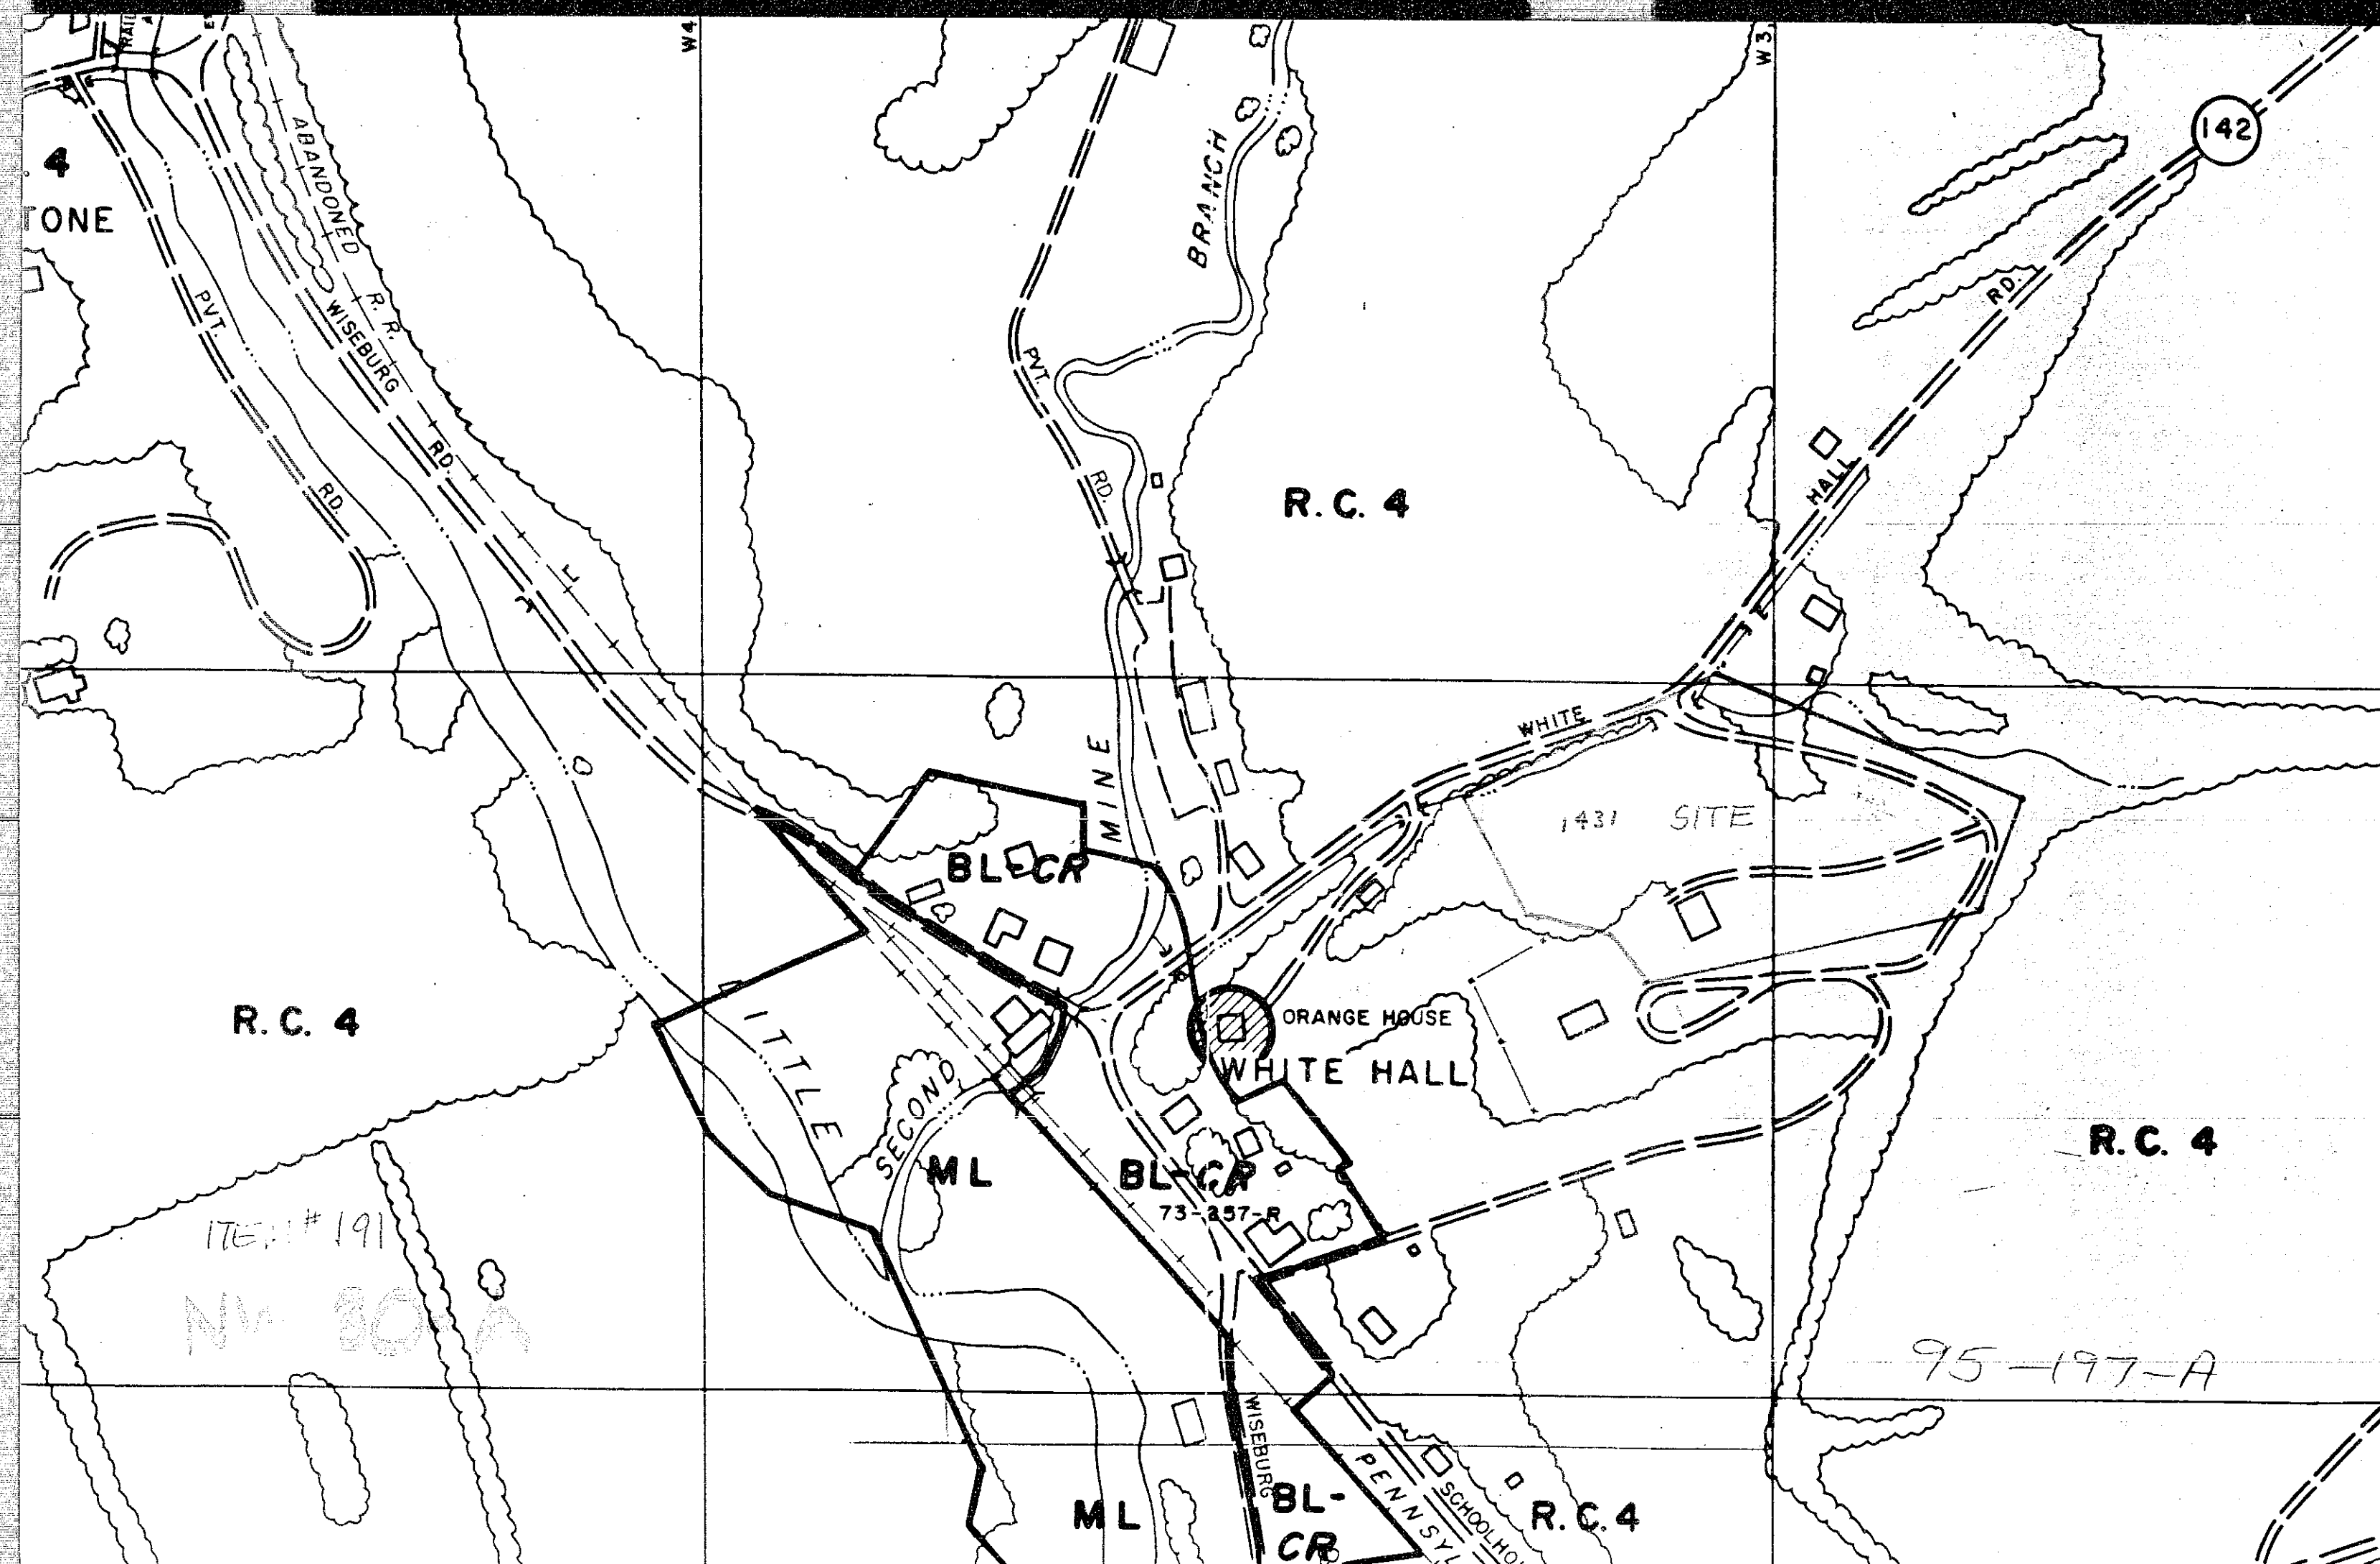 W4
W3
142
4
TONE
ABANDONED R. R.
BRANCH
PVT. RD.
WISEBURG RD.
PVT. RD.
R.C. 4
WHITE HALL RD.
MINE
1431 SITE
BL-CR
R.C. 4
ITTLE
ORANGE HOUSE
WHITE HALL
SECOND
ML
BL-CR
73-257-R
R.C. 4
ITEM # 191
95-197-A
WISEBURG
ML
BL-
CR
PENNSYL
SCHOOLHO
R.C. 4